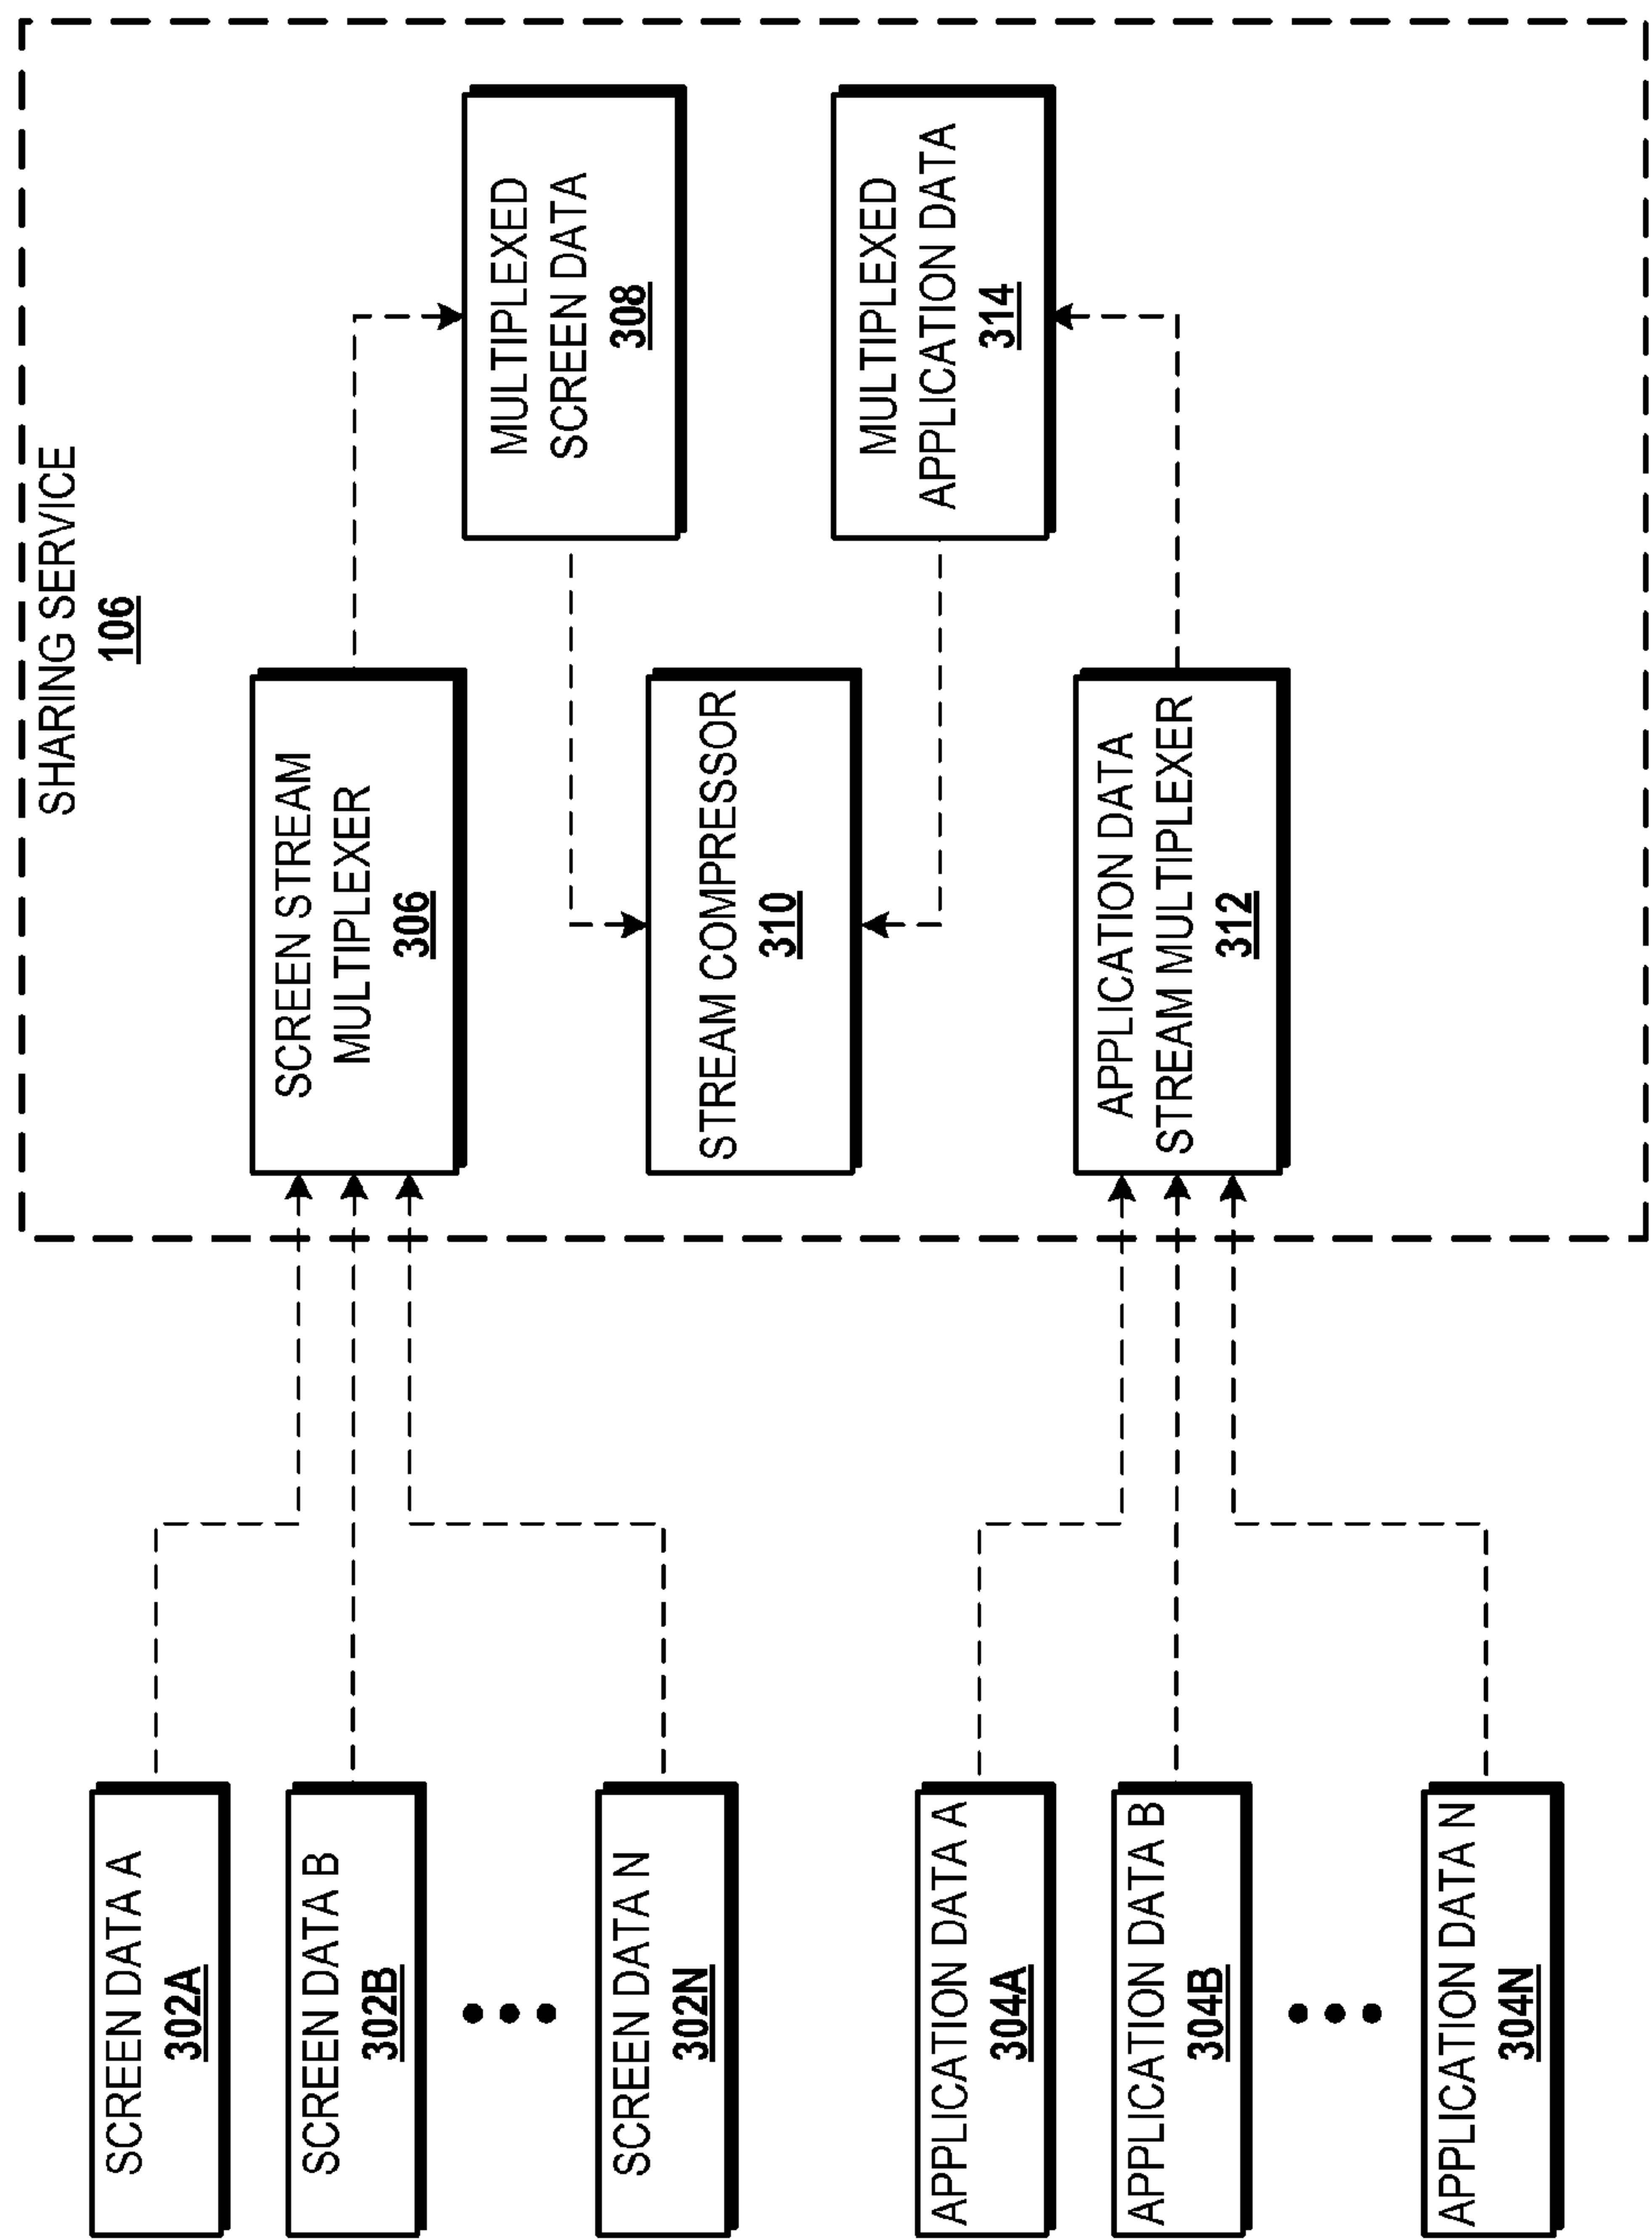 SHARING SERVICE
106
SCREEN DATA A
302A
SCREEN DATA B
302B
SCREEN DATA N
302N
APPLICATION DATA A
304A
APPLICATION DATA B
304B
APPLICATION DATA N
304N
SCREEN STREAM
MULTIPLEXER
306
STREAM COMPRESSOR
310
APPLICATION DATA
STREAM MULTIPLEXER
312
MULTIPLEXED
SCREEN DATA
308
MULTIPLEXED
APPLICATION DATA
314